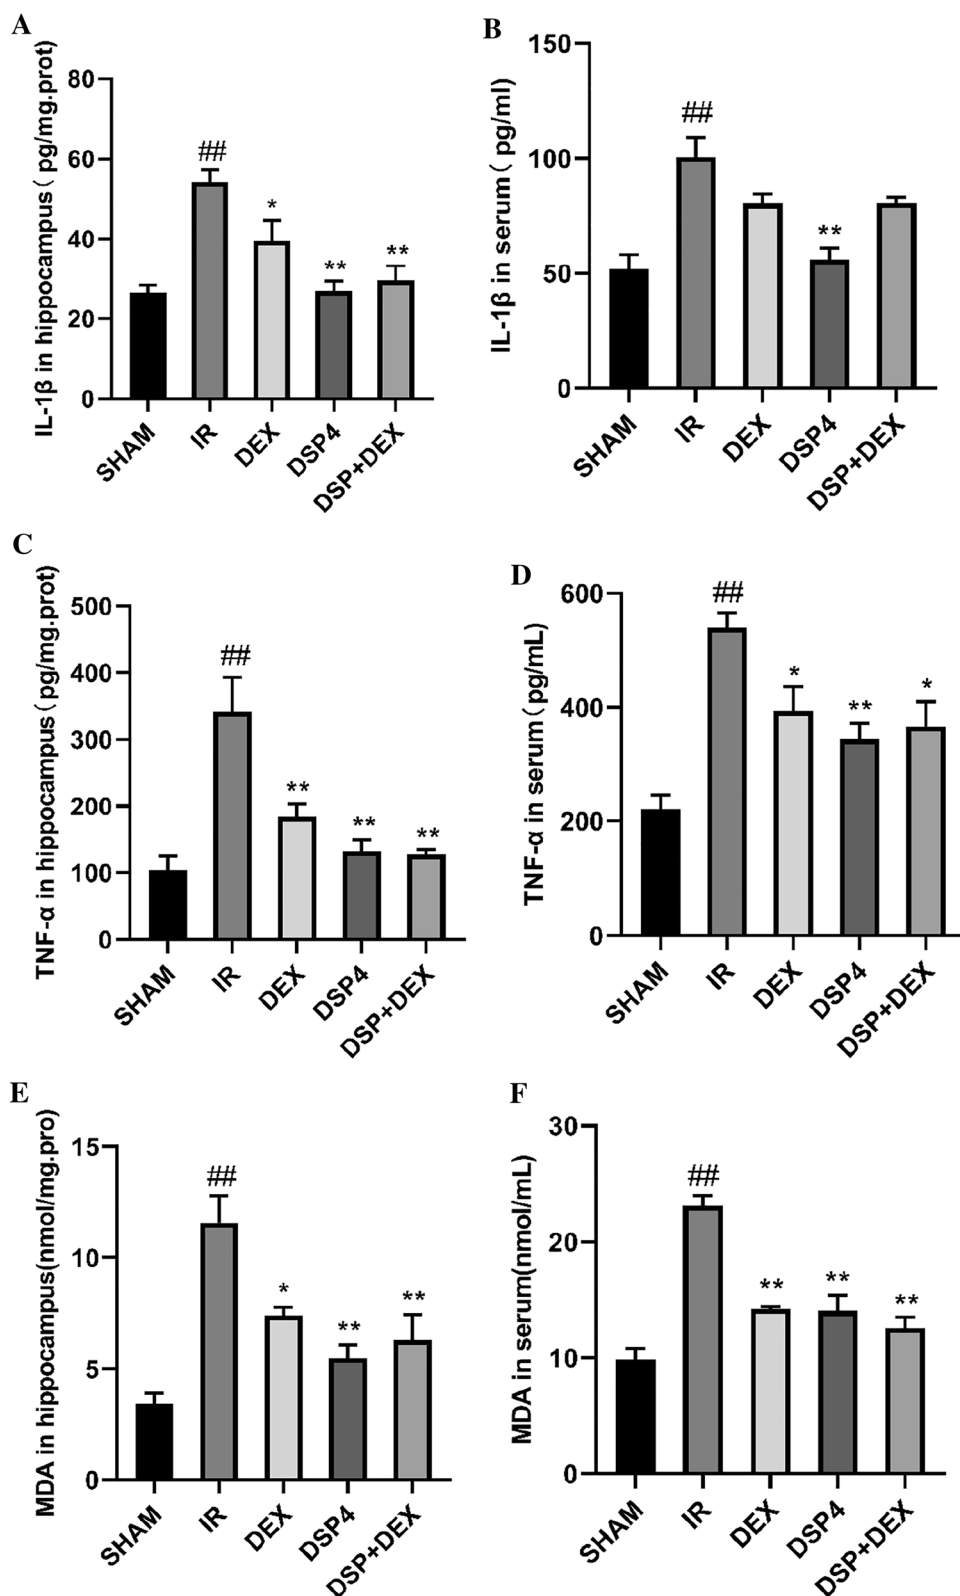 A
IL-1β in hippocampus（pg/mg.prot)
80
60
40
20
0
##
*
**
**
SHAM
IR
DEX
DSP4
DSP+DEX
B
IL-1β in serum（pg/ml)
150
100
50
0
##
**
SHAM
IR
DEX
DSP4
DSP+DEX
C
TNF-α in hippocampus（pg/mg.prot)
500
400
300
200
100
0
##
**
**
**
SHAM
IR
DEX
DSP4
DSP+DEX
D
TNF-α in serum（pg/mL)
600
400
200
0
##
*
**
*
SHAM
IR
DEX
DSP4
DSP+DEX
E
MDA in hippocampus(nmol/mg.pro)
15
10
5
0
##
*
**
**
SHAM
IR
DEX
DSP4
DSP+DEX
F
MDA in serum(nmol/mL)
30
20
10
0
##
**
**
**
SHAM
IR
DEX
DSP4
DSP+DEX